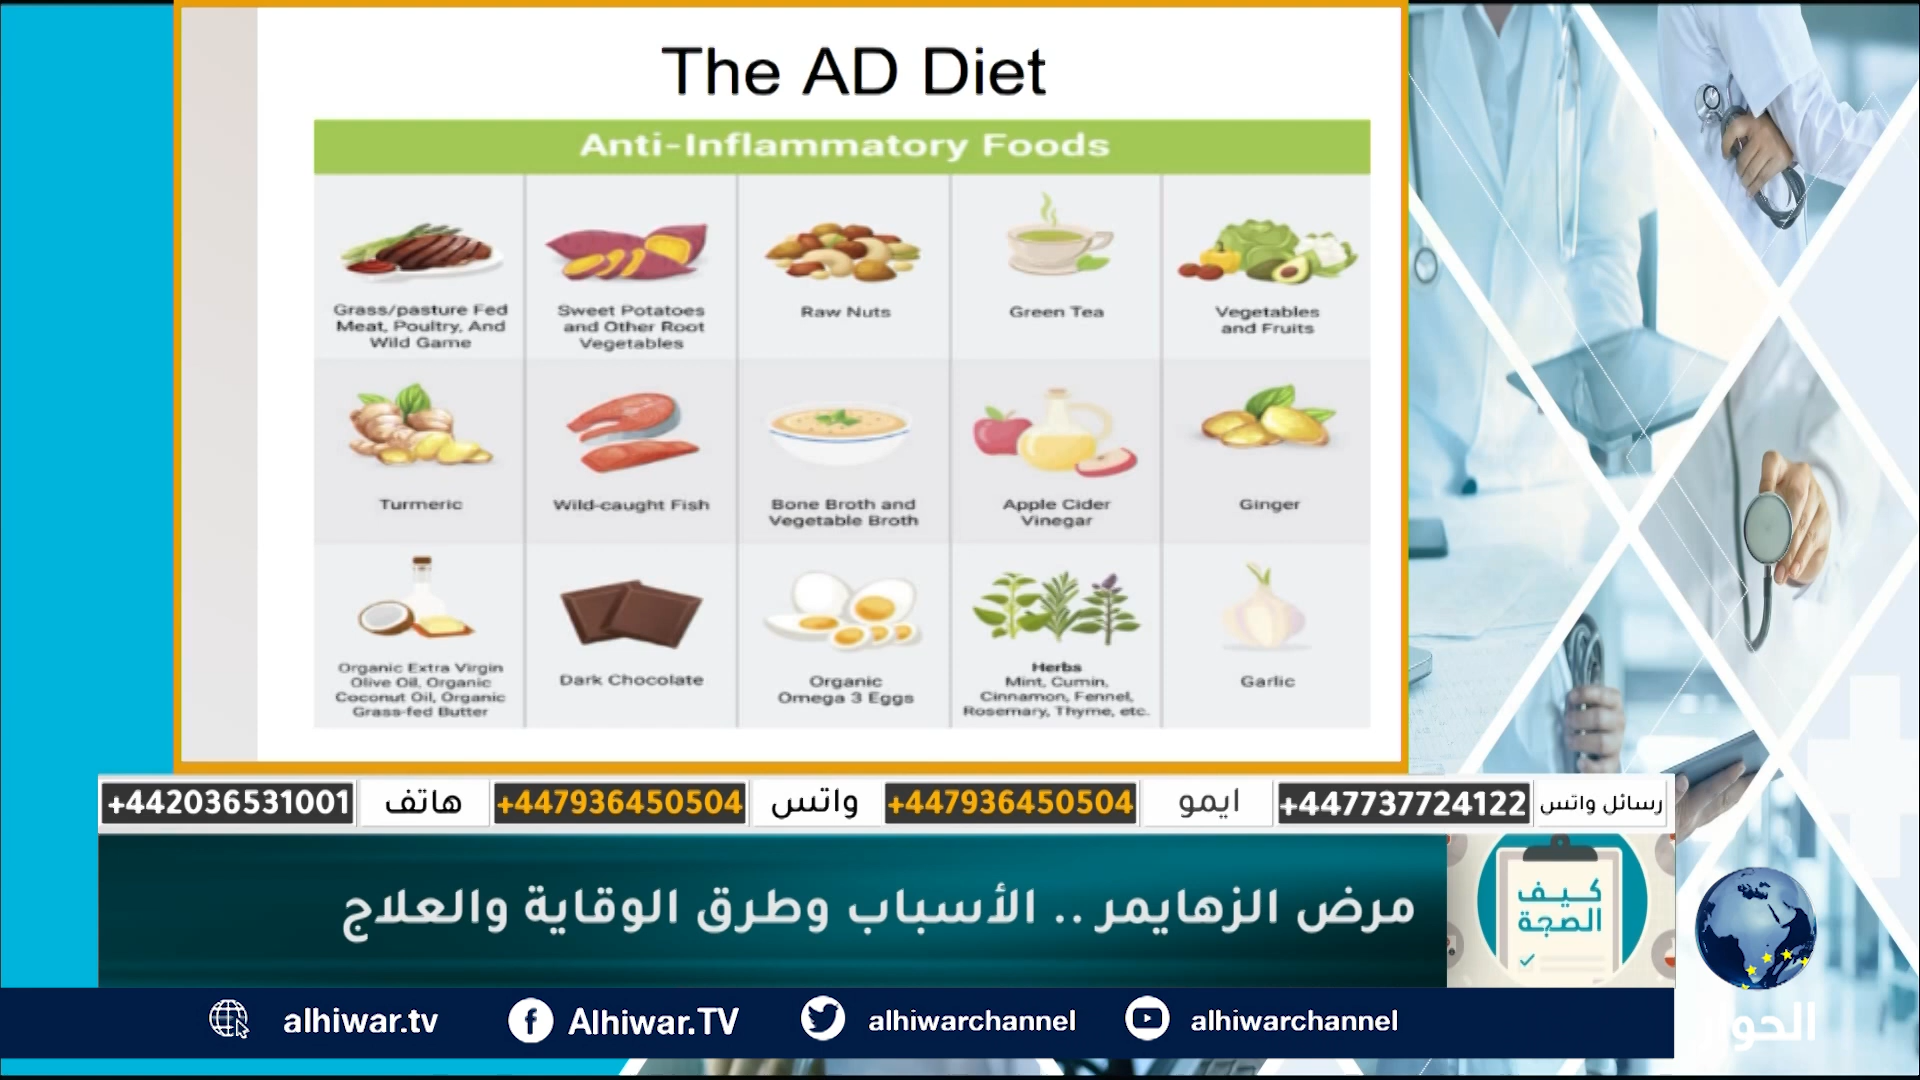 The AD Diet
Anti-Inflammatory Foods
Grass/pasture Fed
Meat, Poultry, And
Wild Game
Sweet Potatoes
and Other Root
Vegetables
Raw Nuts
Green Tea
Vegetables
and Fruits
Turmeric
Wild-caught Fish
Bone Broth and
Vegetable Broth
Apple Cider
Vinegar
Ginger
Organic Extra Virgin
Olive Oil, Organic
Coconut Oil, Organic
Grass-fed Butter
Dark Chocolate
Organic
Omega 3 Eggs
Herbs
Mint, Cumin,
Cinnamon, Fennel,
Rosemary, Thyme, etc.
Garlic
رسائل واتس +447737724122 ايمو +447936450504 واتس +447936450504 هاتف +442036531001
مرض الزهايمر .. الأسباب وطرق الوقاية والعلاج
كيف
الصحة؟
alhiwar.tv Alhiwar.TV alhiwarchannel alhiwarchannel
الحوار